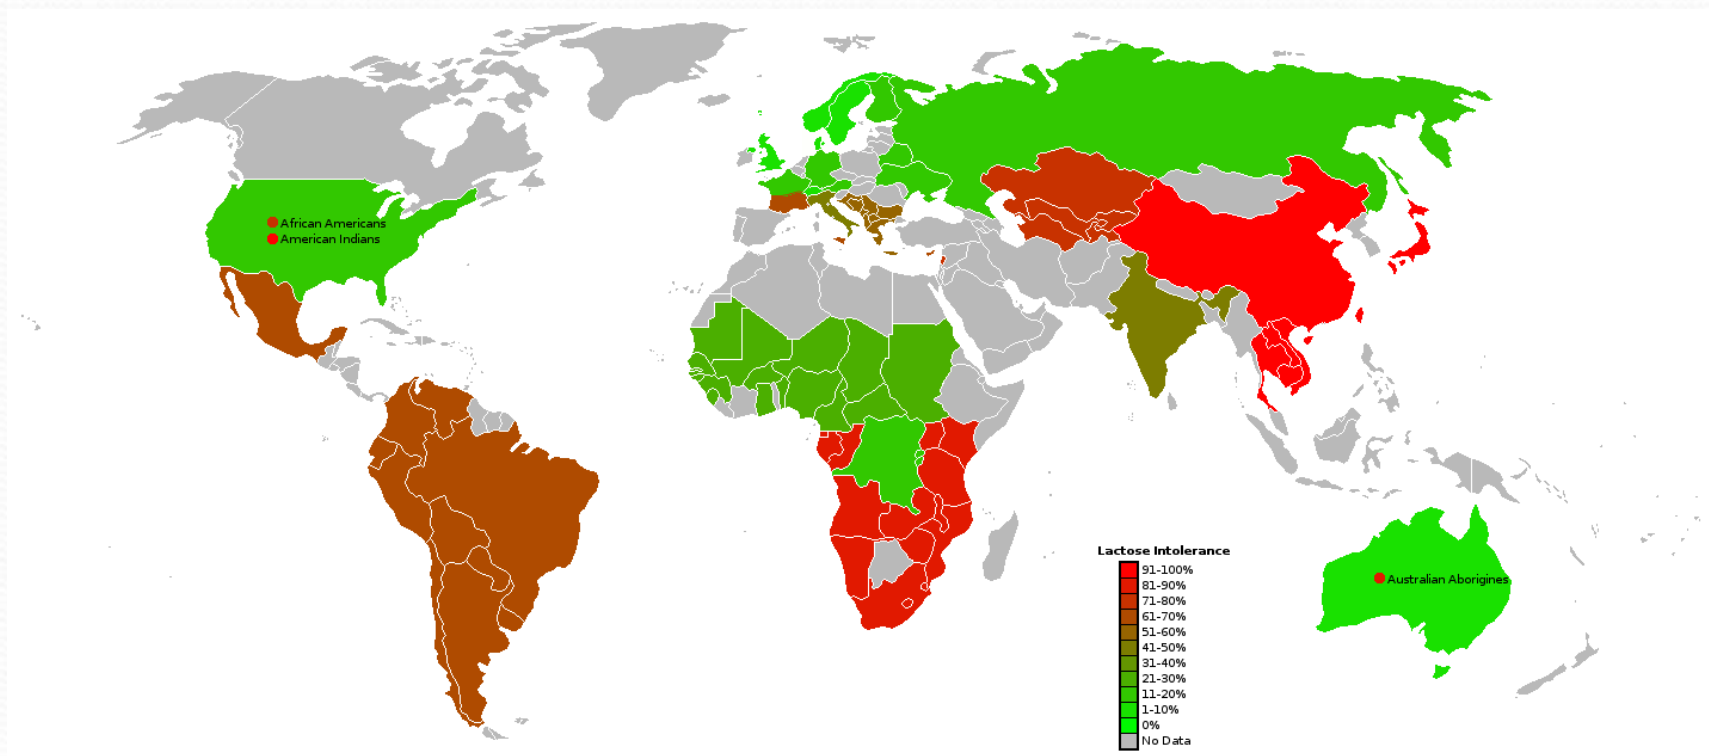 African Americans
American Indians
Lactose Intolerance
91-100%
81-90%
71-80%
61-70%
51-60%
41-50%
31-40%
21-30%
11-20%
1-10%
0%
No Data
Australian Aborigines